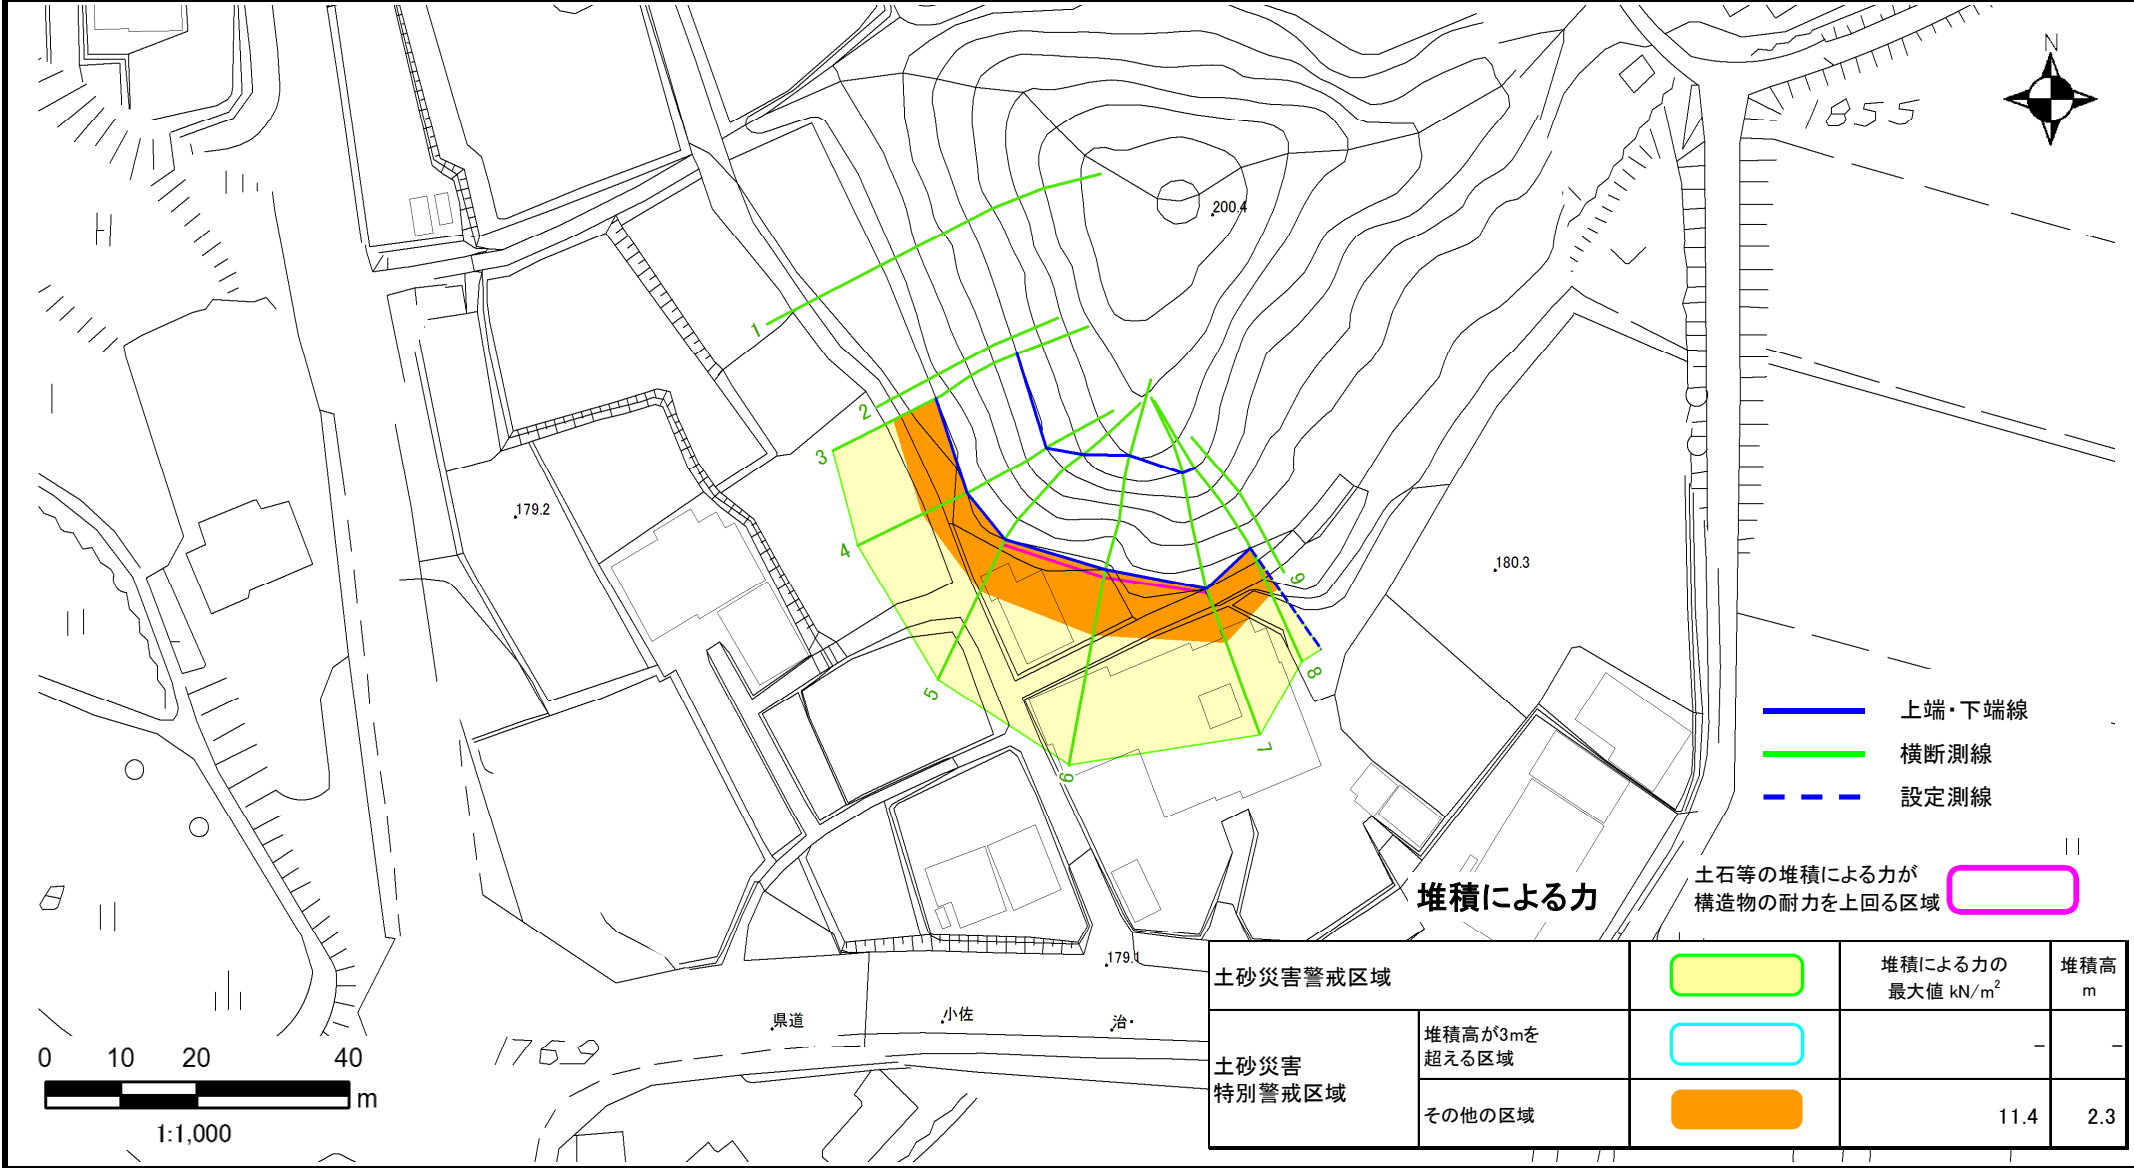 N
1855
200.4
1
2
3
179.2
4
9
180.3
8
5
7
6
上端・下端線
横断測線
設定測線
堆積による力
土石等の堆積による力が
構造物の耐力を上回る区域
179.1
県道
小佐
治・
1769
土砂災害警戒区域
堆積による力の
最大値 kN/m²
堆積高
m
土砂災害
特別警戒区域
堆積高が3mを
超える区域
–
–
その他の区域
11.4
2.3
0 10 20 40
m
1:1,000